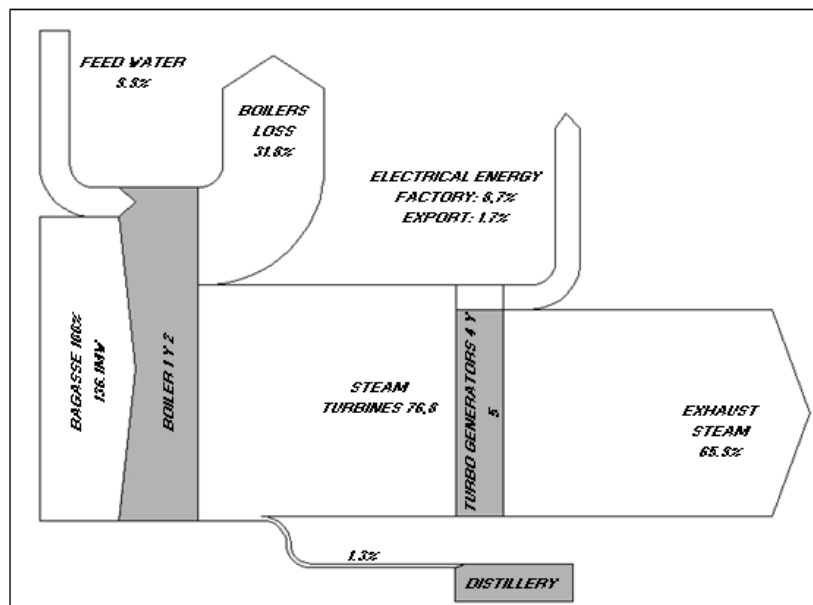 FEED WATER
9.9%
BOILERS
LOSS
31.8%
ELECTRICAL ENERGY
FACTORY: 8,7%
EXPORT: 1.7%
BAGASSE 100%
136.1MW
BOILER 1 Y 2
STEAM
TURBINES 76,8
TURBO GENERATORS 4 Y
5
EXHAUST
STEAM
65.9%
1.3%
DISTILLERY